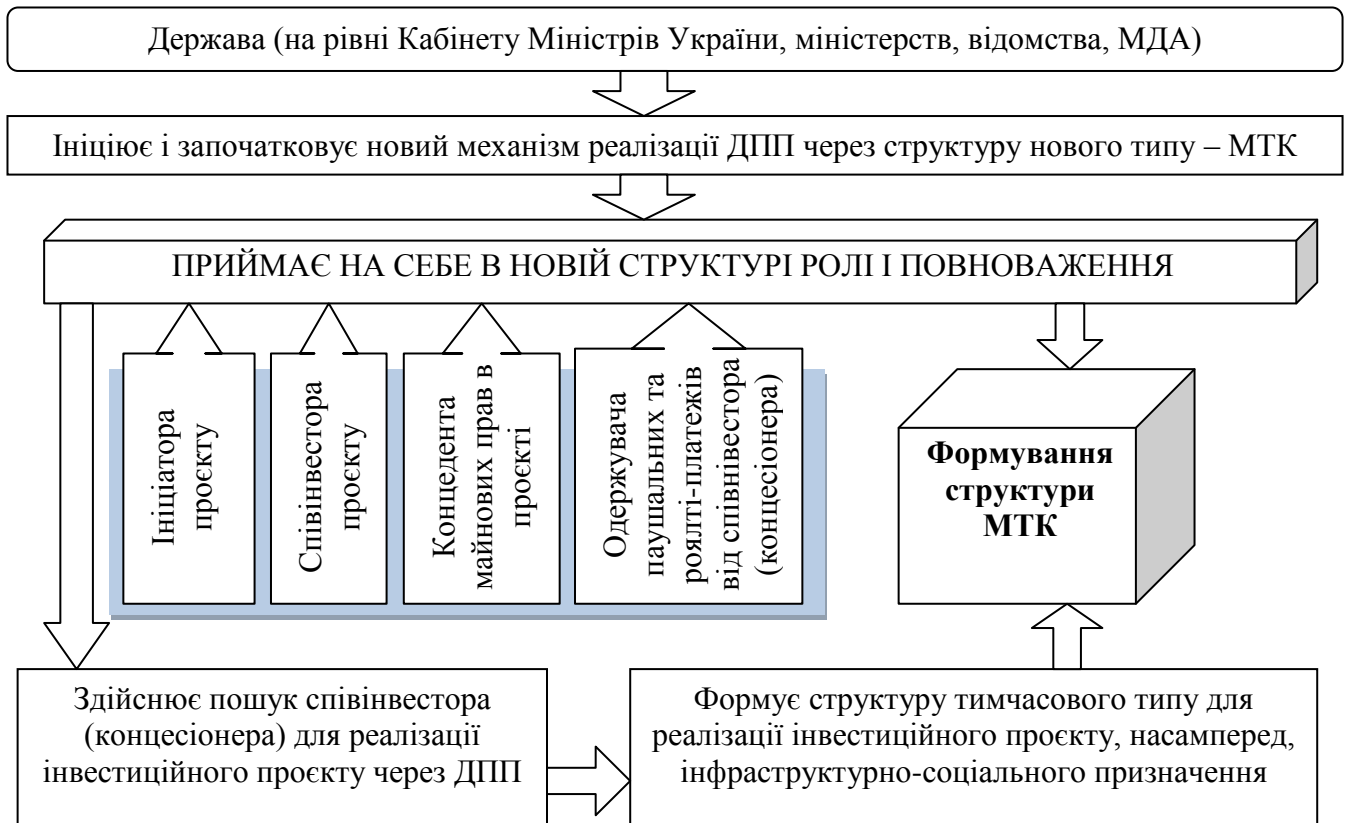 Держава (на рівні Кабінету Міністрів України, міністерств, відомства, МДА)
Ініціює і започатковує новий механізм реалізації ДПП через структуру нового типу – МТК
ПРИЙМАЄ НА СЕБЕ В НОВІЙ СТРУКТУРІ РОЛІ І ПОВНОВАЖЕННЯ
Ініціатора
проєкту
Співінвестора
проєкту
Концедента
майнових прав в
проєкті
Одержувача
паушальних та
роялті-платежів
від співнівестора
(концесіонера)
Формування
структури
МТК
Здійснює пошук співінвестора
(концесіонера) для реалізації
інвестиційного проєкту через ДПП
Формує структуру тимчасового типу для
реалізації інвестиційного проєкту, насамперед,
інфраструктурно-соціального призначення